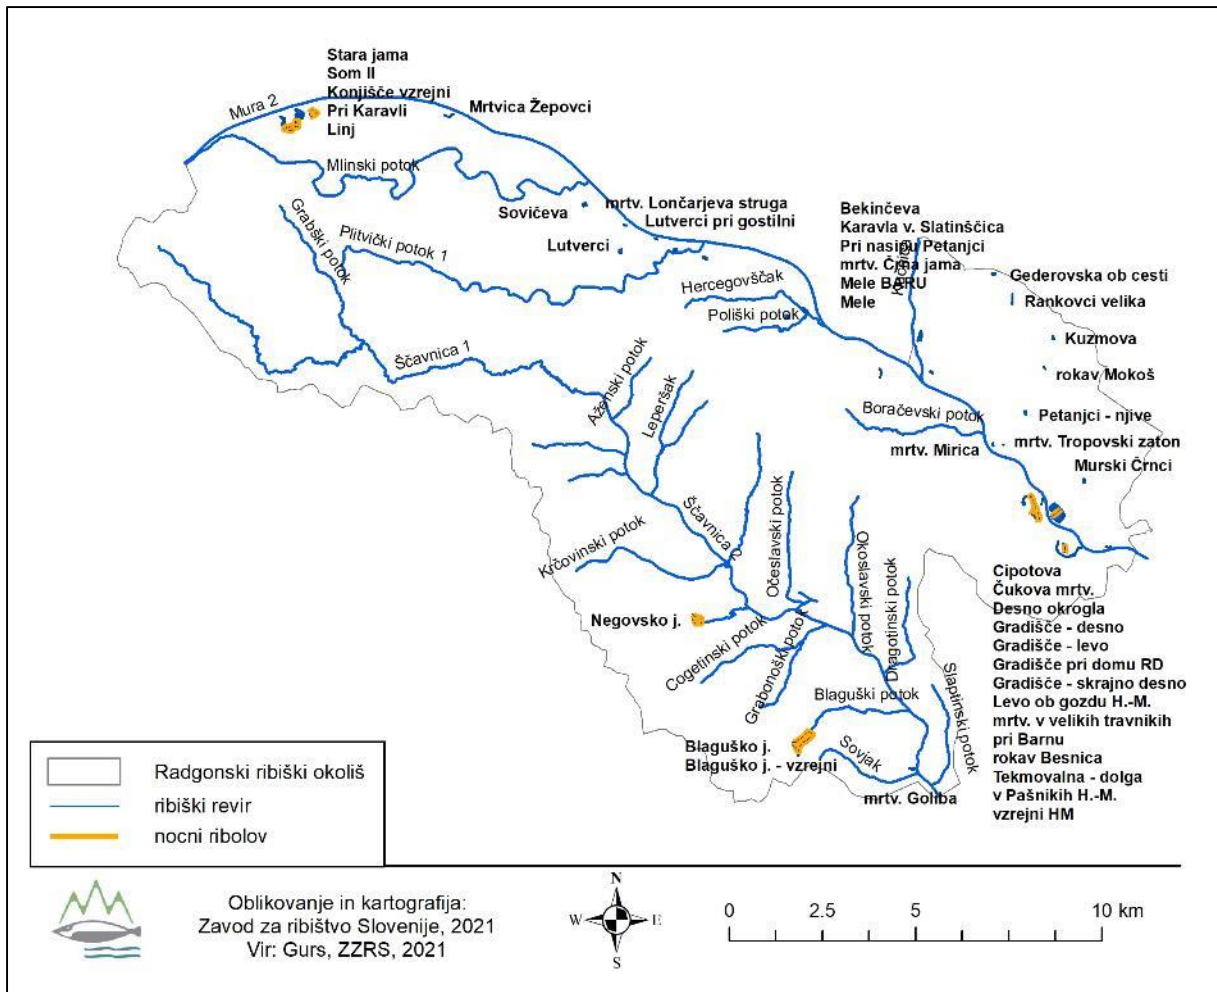 Stara jama
Som II
Konjišče vzrejni
Pri Karavli
Linj
Mura 2
Mrtvica Žepovci
Mlinski potok
Sovičeva
mrtv. Lončarjeva struga
Lutverci pri gostilni
Lutverci
Grabški potok
Plitvički potok 1
Bekinčeva
Karavla v. Slatinščica
Pri nasipu Petanjci
mrtv. Črna jama
Mele BARU
Mele
Gederovska ob cesti
Rankovci velika
Kuzmova
rokav Mokoš
Petanjci - njive
mrtv. Tropovski zaton
Murski Črnci
Hercegovščak
Poliški potok
Ščavnica 1
Aženski potok
Leperšak
Boračevski potok
mrtv. Mirica
Ščavnica 2
Krčovinski potok
Očeslavski potok
Okoslavski potok
Dragotinski potok
Negovsko j.
Cogetinski potok
Grabonoški potok
Blaguški potok
Slaptinski potok
Blaguško j.
Blaguško j. - vzrejni
Sovjak
mrtv. Goliba
Cipotova
Čukova mrtv.
Desno okrogla
Gradišče - desno
Gradišče - levo
Gradišče pri domu RD
Gradišče - skrajno desno
Levo ob gozdu H.-M.
mrtv. v velikih travnikih
pri Barnu
rokav Besnica
Tekmovalna - dolga
v Pašnikih H.-M.
vzrejni HM
Radgonski ribiški okoliš
ribiški revir
nocni ribolov
Oblikovanje in kartografija:
Zavod za ribištvo Slovenije, 2021
Vir: Gurs, ZZRS, 2021
N
W E
S
0 2.5 5 10 km